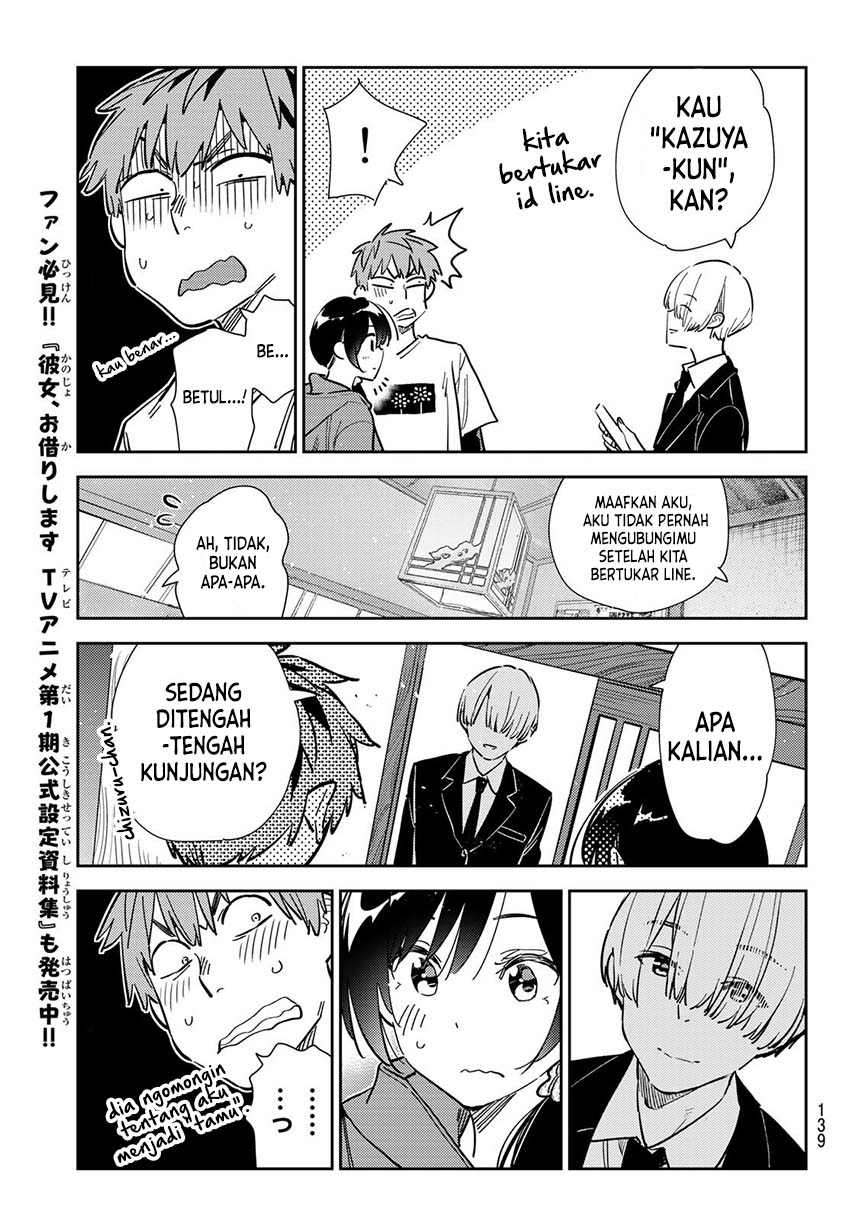 KAU
"KAZUYA
-KUN",
KAN?
kita
bertukar
id line.
!
BE...
BETUL...!
kau benar...
MAAFKAN AKU,
AKU TIDAK PERNAH
MENGUBUNGIMU
SETELAH KITA
BERTUKAR LINE.
AH, TIDAK,
BUKAN
APA-APA.
APA
KALIAN...
SEDANG
DITENGAH
-TENGAH
KUNJUNGAN?
chizurun-chan.
......っ
dia ngomongin
tentang aku
menjadi "tamu".
ファン必見!!『彼女、お借りします TVアニメ第1期公式設定資料集』も発売中!!
139